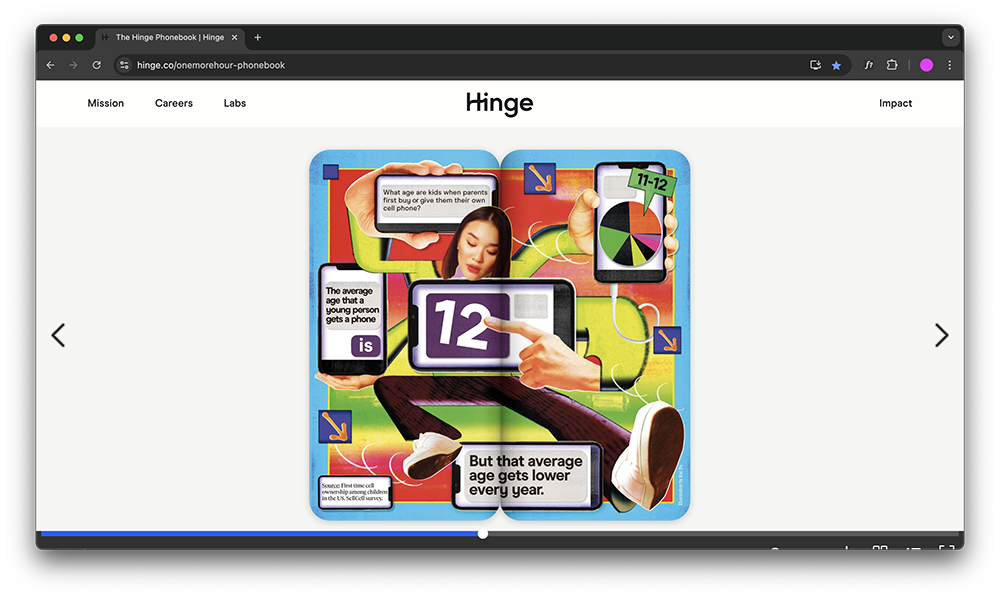 The Hinge Phonebook | Hinge
hinge.co/onemorehour-phonebook
Mission
Careers
Labs
Hinge
Impact
What age are kids when parents
first buy or give them their own
cell phone?
11-12
The average
age that a
young person
gets a phone
is
12
But that average
age gets lower
every year.
Source: First time cell
ownership among children
in the US. SellCell survey.